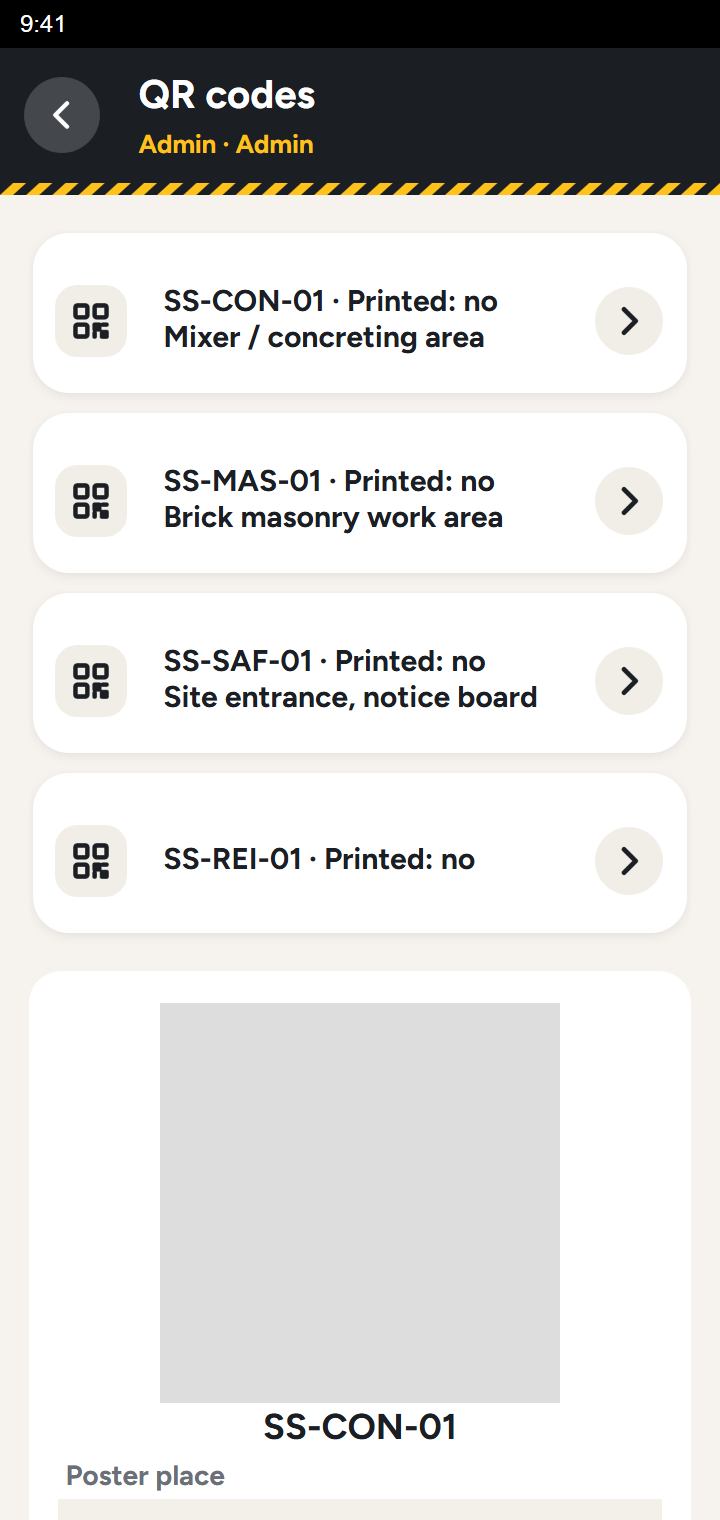 9:41
QR codes
Admin · Admin
SS-CON-01 · Printed: no
Mixer / concreting area
SS-MAS-01 · Printed: no
Brick masonry work area
SS-SAF-01 · Printed: no
Site entrance, notice board
SS-REI-01 · Printed: no
SS-CON-01
Poster place